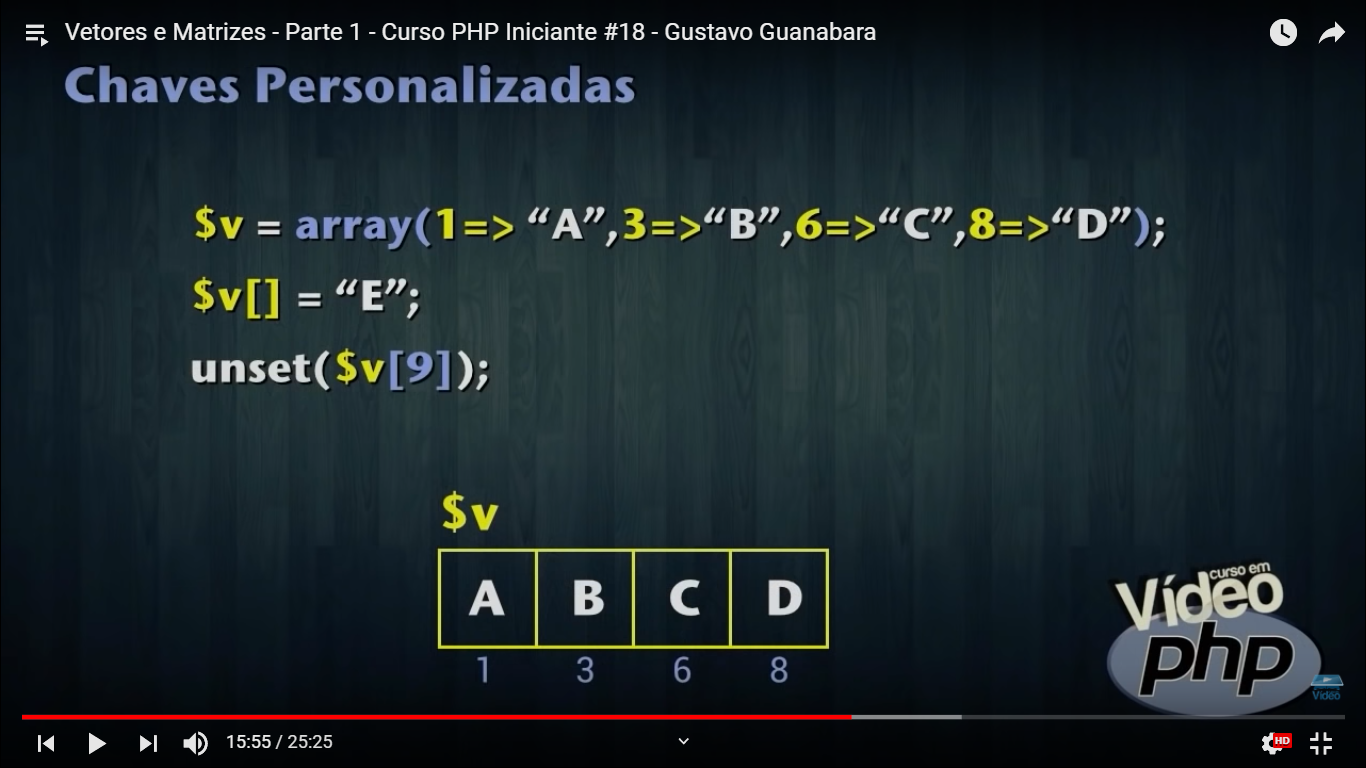 Vetores e Matrizes - Parte 1 - Curso PHP Iniciante #18 - Gustavo Guanabara
Chaves Personalizadas
$v = array(1=> “A”,3=>“B”,6=>“C”,8=>“D”);
$v[] = “E”;
unset($v[9]);
$v
A B C D
1 3 6 8
curso em
Vídeo
php
Vídeo
15:55 / 25:25
HD